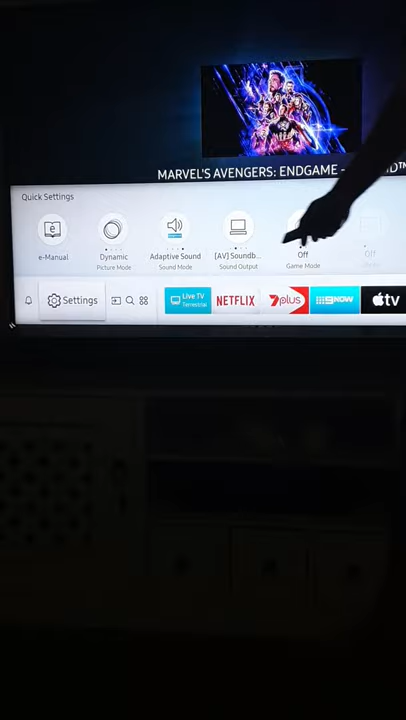 MARVEL'S AVENGERS: ENDGAME -
Quick Settings
e-Manual
Dynamic
Picture Mode
Adaptive Sound
Sound Mode
[AV] Soundb...
Sound Output
Off
Game Mode
Off
Settings
Live TV
Terrestrial
NETFLIX
7plus
9NOW
tv